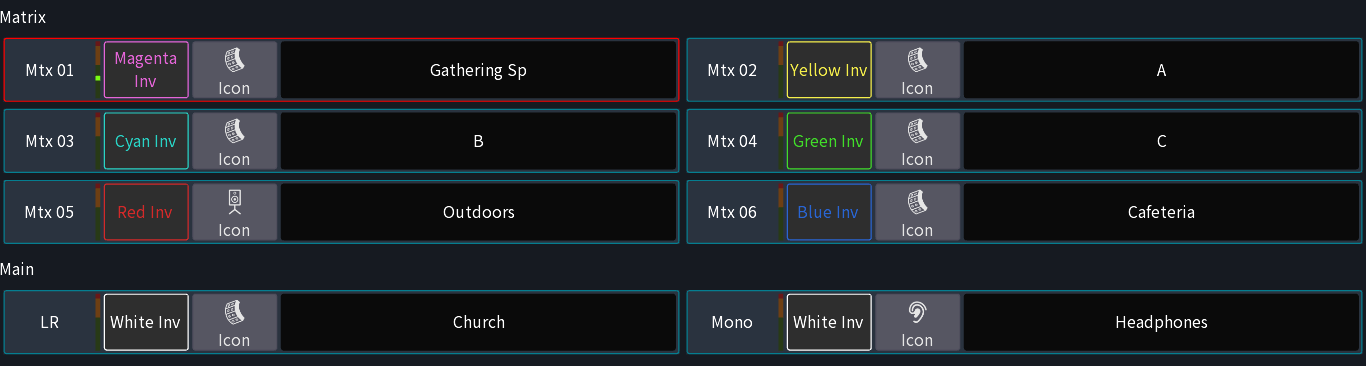 Matrix
Mtx 01
Magenta
Inv
Icon
Gathering Sp
Mtx 02
Yellow Inv
Icon
A
Mtx 03
Cyan Inv
Icon
B
Mtx 04
Green Inv
Icon
C
Mtx 05
Red Inv
Icon
Outdoors
Mtx 06
Blue Inv
Icon
Cafeteria
Main
LR
White Inv
Icon
Church
Mono
White Inv
Icon
Headphones